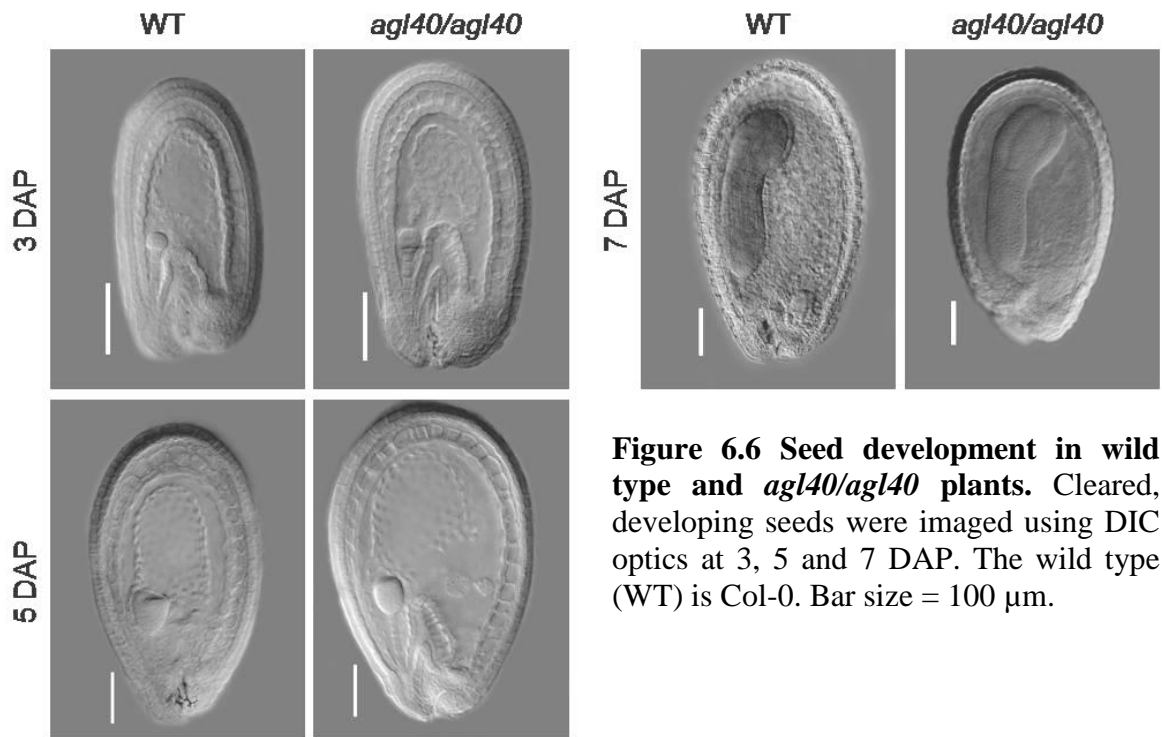 WT
agl40/agl40
WT
agl40/agl40
3 DAP
7 DAP
5 DAP
Figure 6.6 Seed development in wild
type and agl40/agl40 plants. Cleared,
developing seeds were imaged using DIC
optics at 3, 5 and 7 DAP. The wild type
(WT) is Col-0. Bar size = 100 µm.